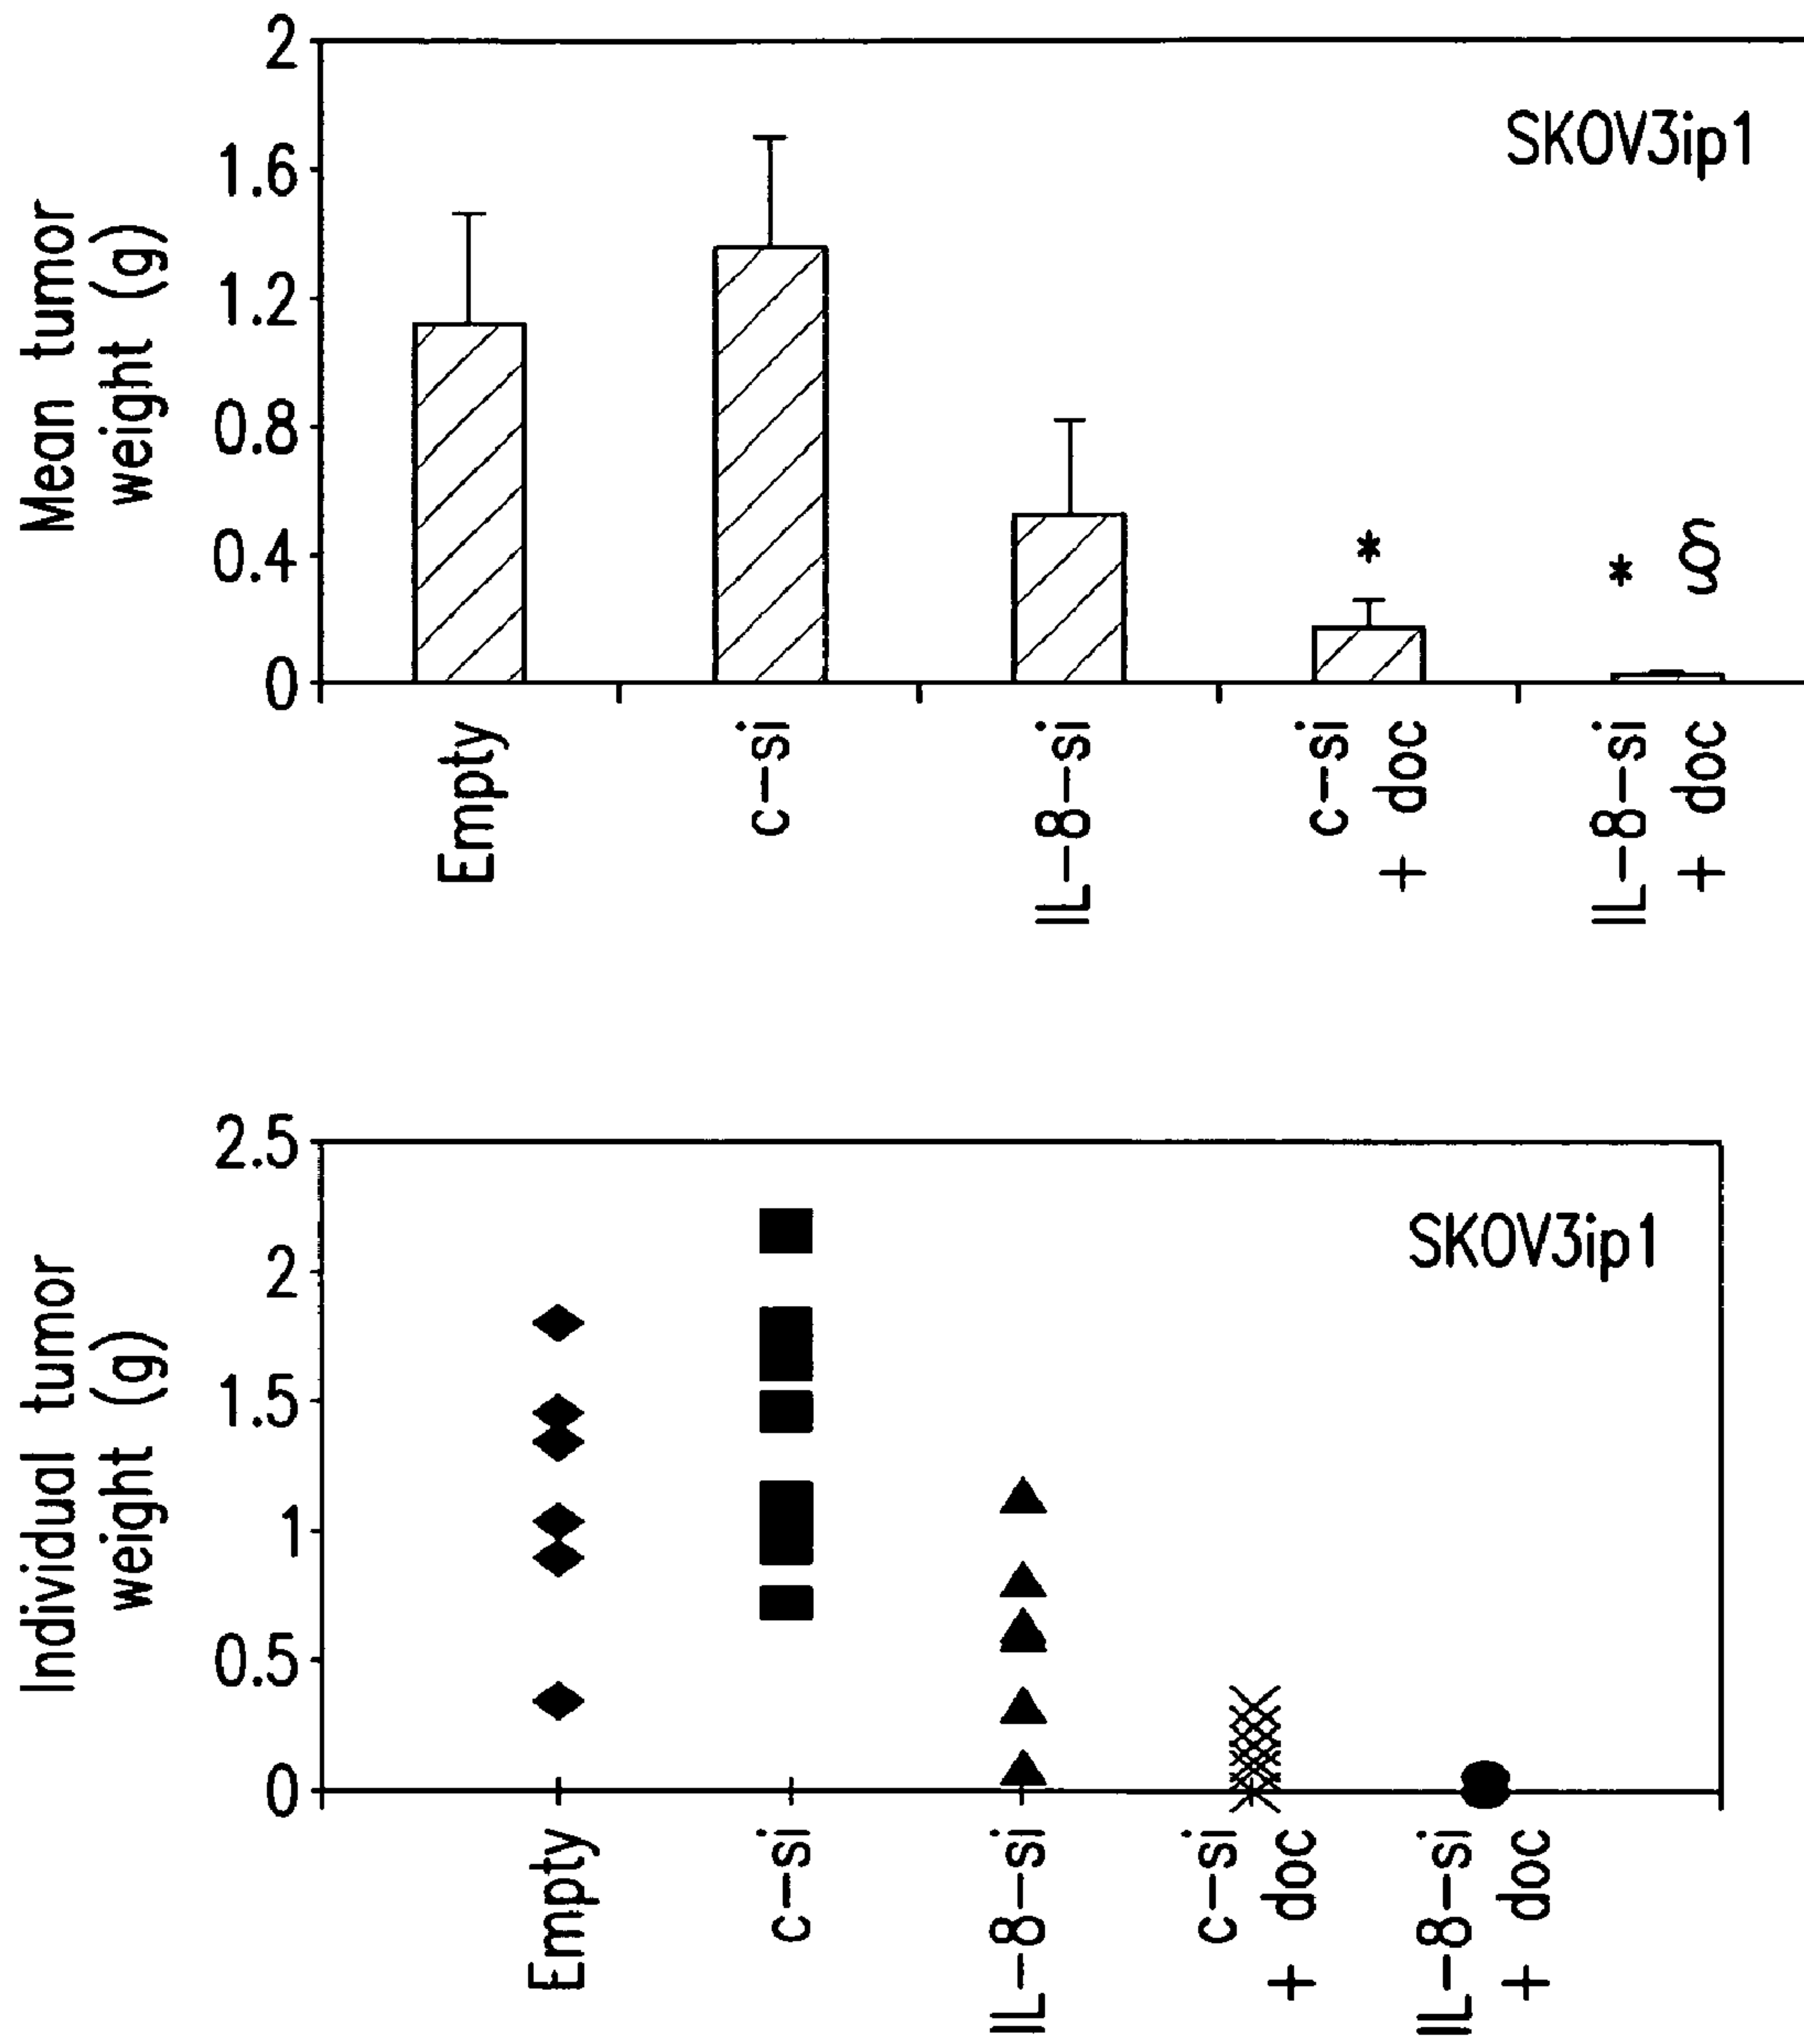 Mean tumor
weight (g)
2
1.6
1.2
0.8
0.4
0
SKOV3ip1
*
* §
Empty
c-si
IL-8-si
c-si
+ doc
IL-8-si
+ doc
Individual tumor
weight (g)
2.5
2
1.5
1
0.5
0
SKOV3ip1
Empty
c-si
IL-8-si
c-si
+ doc
IL-8-si
+ doc